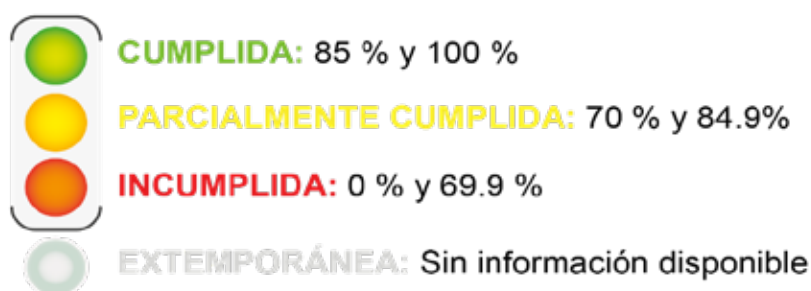 CUMPLIDA: 85 % y 100 %
PARCIALMENTE CUMPLIDA: 70 % y 84.9%
INCUMPLIDA: 0 % y 69.9 %
EXTEMPORÁNEA: Sin información disponible